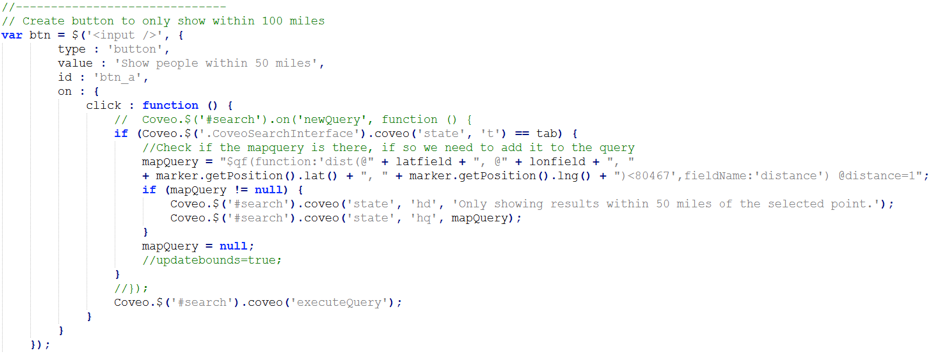 //------------------------------
// Create button to only show within 100 miles
var btn = $('<input />', {
        type : 'button',
        value : 'Show people within 50 miles',
        id : 'btn_a',
        on : {
            click : function () {
                //  Coveo.$('#search').on('newQuery', function () {
                if (Coveo.$('.CoveoSearchInterface').coveo('state', 't') == tab) {
                    //Check if the mapquery is there, if so we need to add it to the query
                    mapQuery = "$qf(function:'dist(@" + latfield + ", @" + lonfield + ", "
                    + marker.getPosition().lat() + ", " + marker.getPosition().lng() + ")<80467',fieldName:'distance') @distance=1";
                    if (mapQuery != null) {
                        Coveo.$('#search').coveo('state', 'hd', 'Only showing results within 50 miles of the selected point.');
                        Coveo.$('#search').coveo('state', 'hq', mapQuery);
                    }
                    mapQuery = null;
                    //updatebounds=true;
                }
                //});
                Coveo.$('#search').coveo('executeQuery');
            }
        }
    });